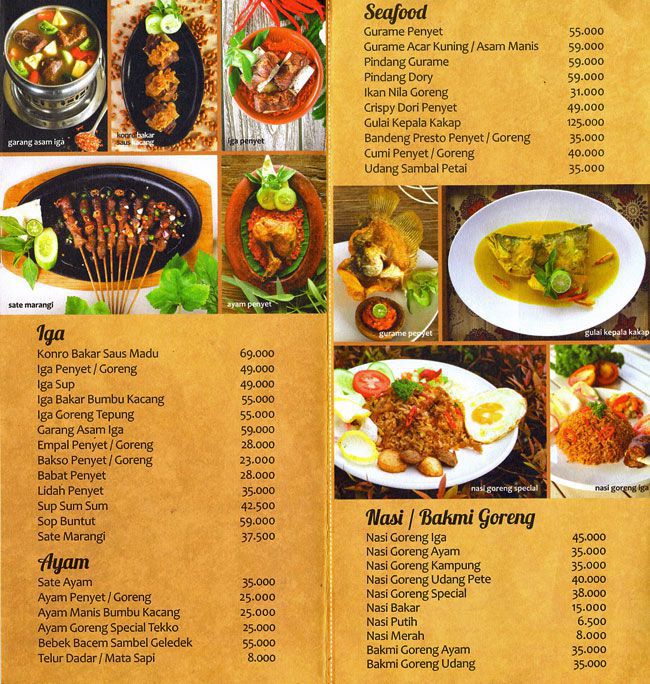 garang asam iga
konro bakar
saus kacang
iga penyet
sate marangi
ayam penyet
Iga
Konro Bakar Saus Madu 69.000
Iga Penyet / Goreng 49.000
Iga Sup 49.000
Iga Bakar Bumbu Kacang 55.000
Iga Goreng Tepung 55.000
Garang Asam Iga 59.000
Empal Penyet / Goreng 28.000
Bakso Penyet / Goreng 23.000
Babat Penyet 28.000
Lidah Penyet 35.000
Sup Sum Sum 42.500
Sop Buntut 59.000
Sate Marangi 37.500
Ayam
Sate Ayam 35.000
Ayam Penyet / Goreng 25.000
Ayam Manis Bumbu Kacang 25.000
Ayam Goreng Special Tekko 25.000
Bebek Bacem Sambel Geledek 55.000
Telur Dadar / Mata Sapi 8.000
Seafood
Gurame Penyet 55.000
Gurame Acar Kuning / Asam Manis 59.000
Pindang Gurame 59.000
Pindang Dory 59.000
Ikan Nila Goreng 31.000
Crispy Dori Penyet 49.000
Gulai Kepala Kakap 125.000
Bandeng Presto Penyet / Goreng 35.000
Cumi Penyet / Goreng 40.000
Udang Sambal Petai 35.000
gurame penyet
gulai kepala kakap
nasi goreng special
nasi goreng iga
Nasi / Bakmi Goreng
Nasi Goreng Iga 45.000
Nasi Goreng Ayam 35.000
Nasi Goreng Kampung 35.000
Nasi Goreng Udang Pete 40.000
Nasi Goreng Special 38.000
Nasi Bakar 15.000
Nasi Putih 6.500
Nasi Merah 8.000
Bakmi Goreng Ayam 35.000
Bakmi Goreng Udang 35.000